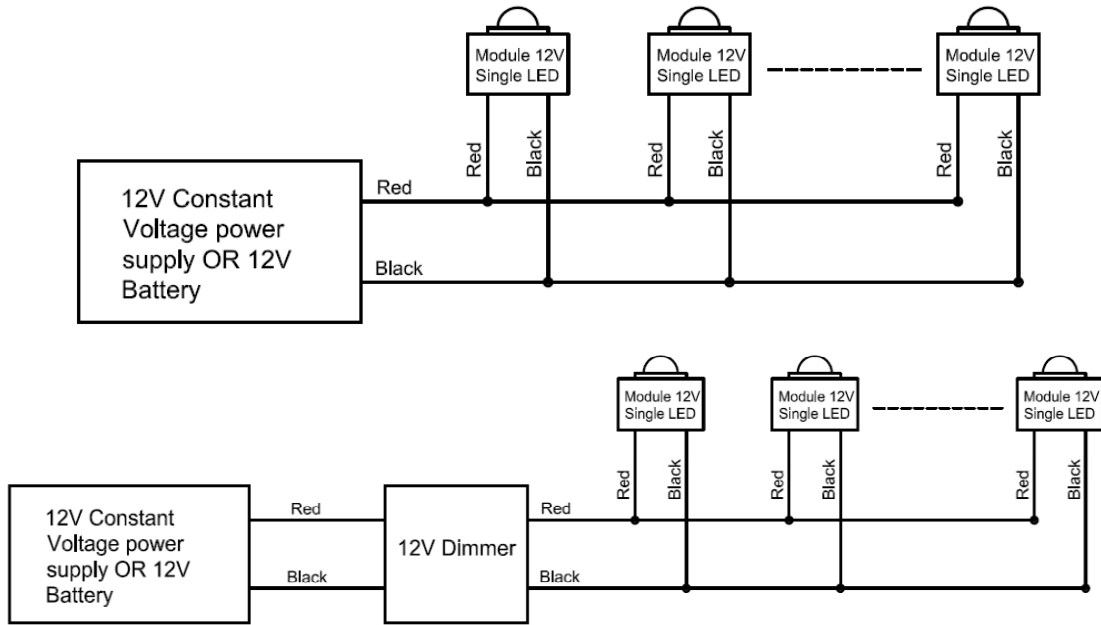 Module 12V
Single LED
Module 12V
Single LED
Module 12V
Single LED
Red
Black
Red
Black
Red
Black
12V Constant
Voltage power
supply OR 12V
Battery
Red
Black
Module 12V
Single LED
Module 12V
Single LED
Module 12V
Single LED
Red
Black
Red
Black
Red
Black
12V Constant
Voltage power
supply OR 12V
Battery
Red
Black
12V Dimmer
Red
Black